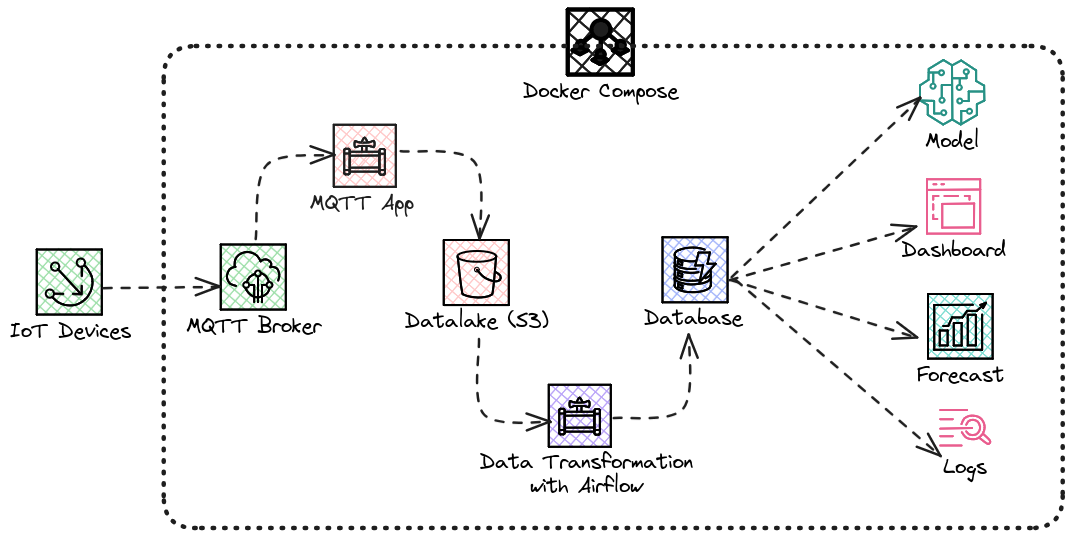 Docker Compose
Model
MQTT App
Dashboard
IoT Devices
MQTT Broker
Datalake (S3)
Database
Forecast
Data Transformation
with Airflow
Logs